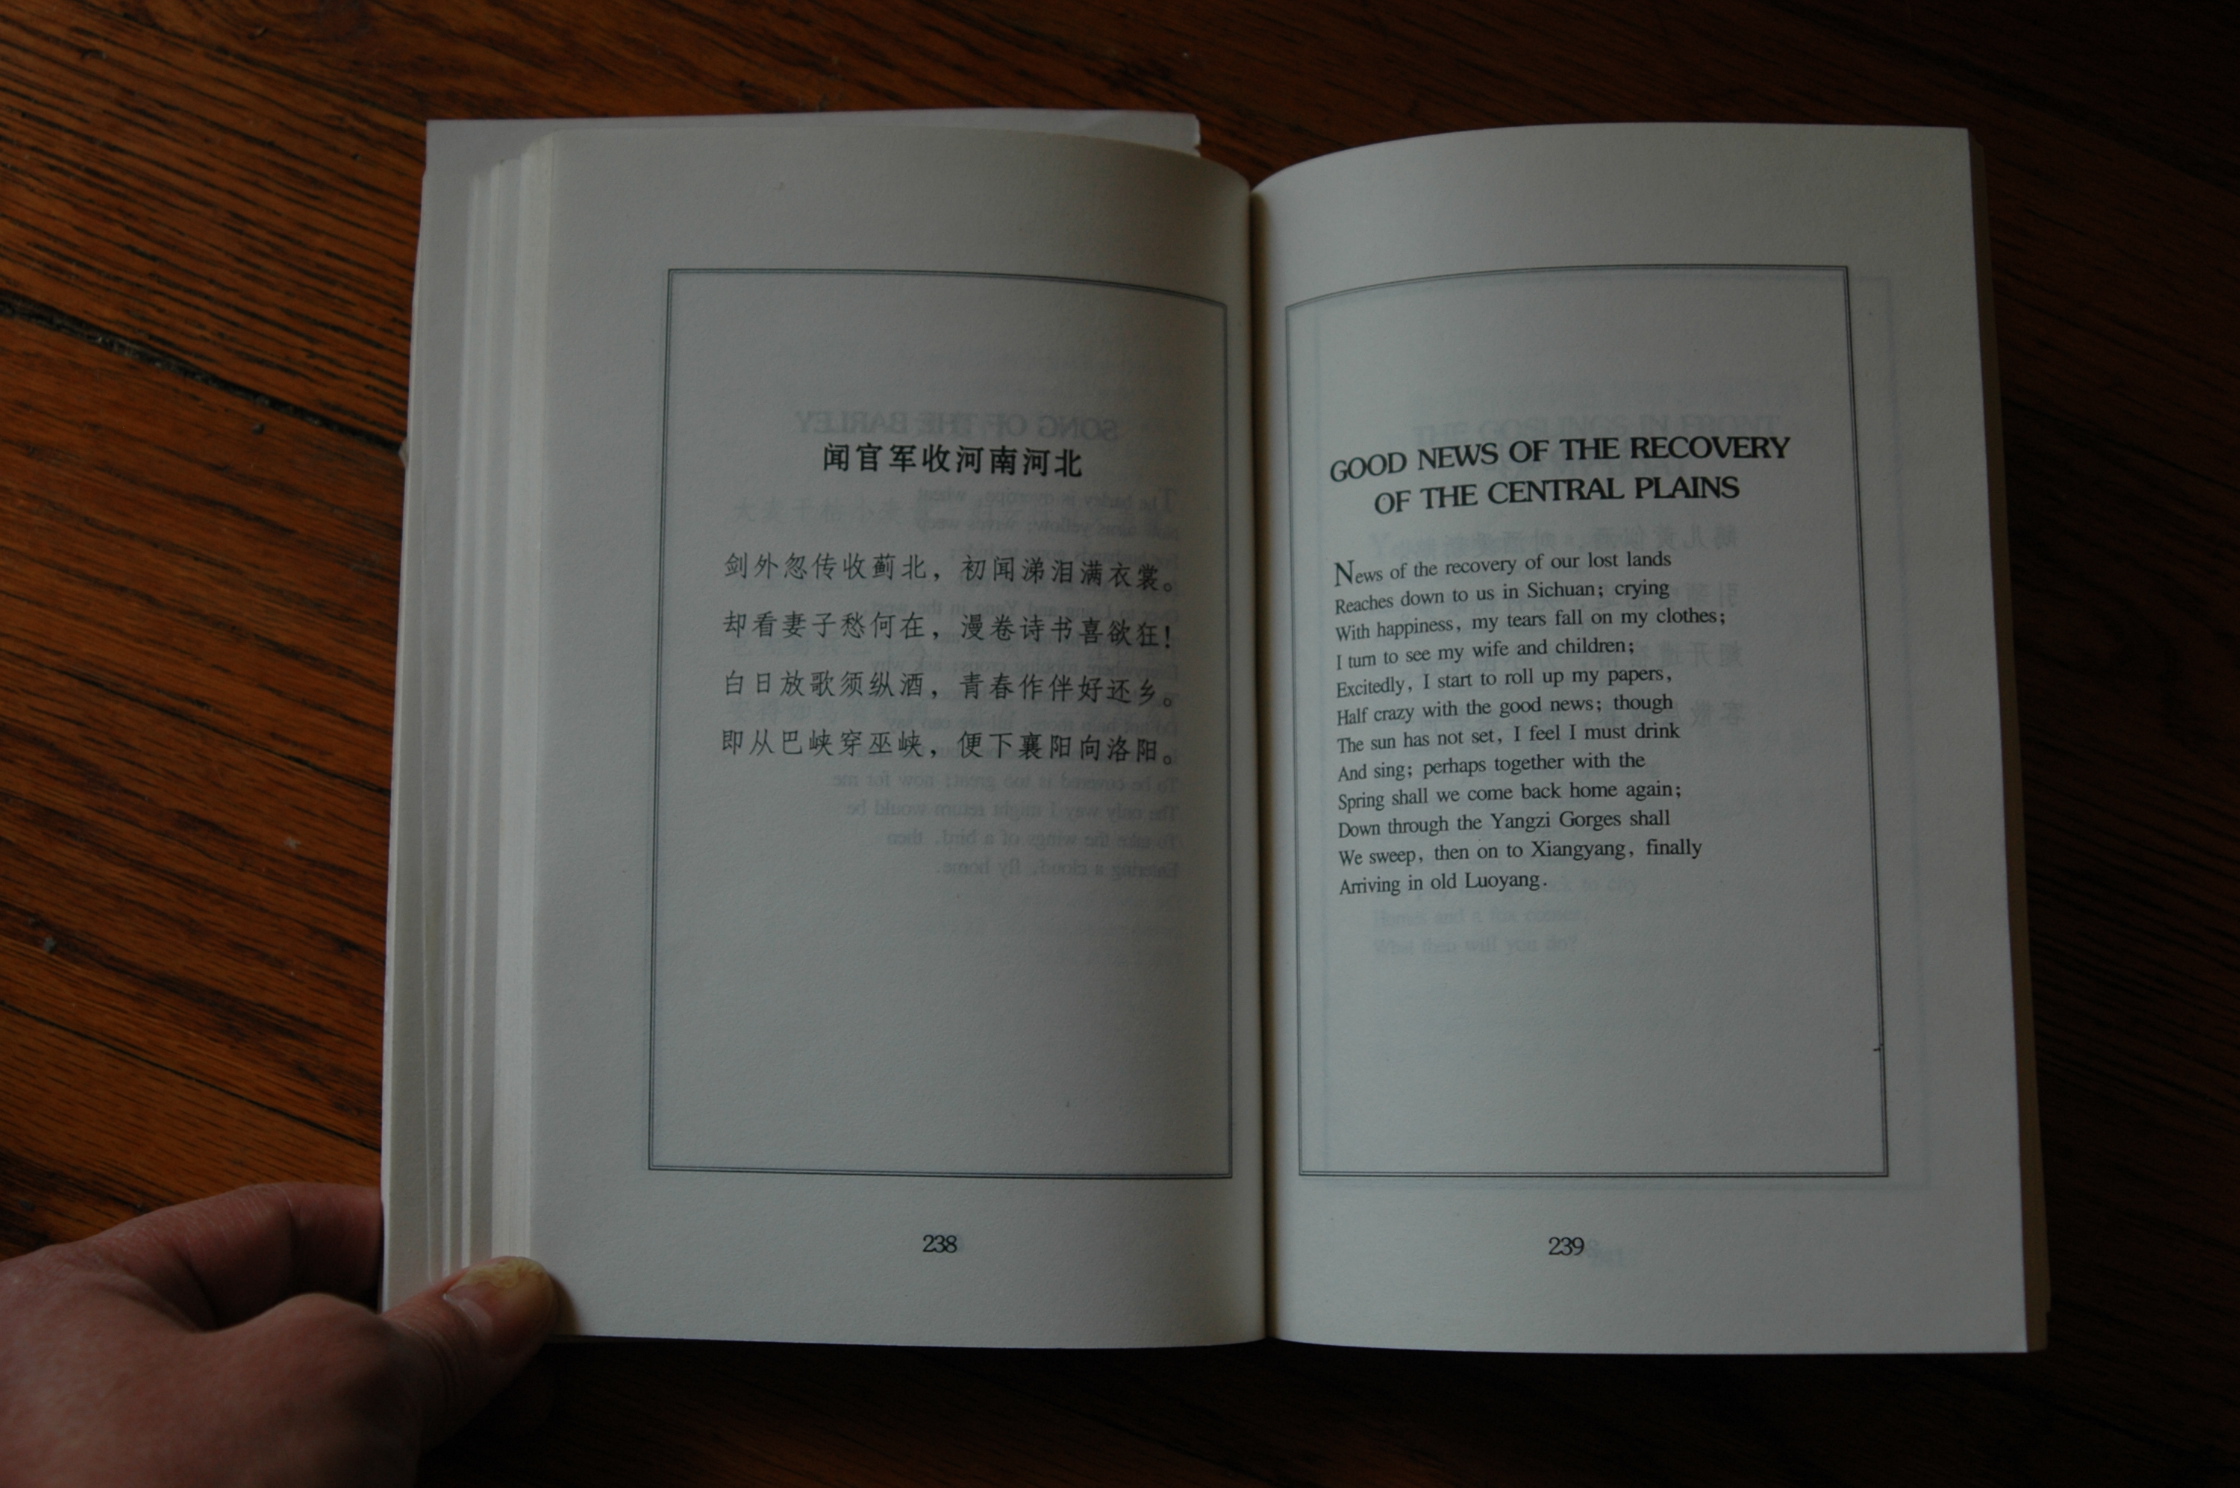 闻官军收河南河北
剑外忽传收蓟北，初闻涕泪满衣裳。
却看妻子愁何在，漫卷诗书喜欲狂！
白日放歌须纵酒，青春作伴好还乡。
即从巴峡穿巫峡，便下襄阳向洛阳。
238
GOOD NEWS OF THE RECOVERY
OF THE CENTRAL PLAINS
News of the recovery of our lost lands
Reaches down to us in Sichuan; crying
With happiness, my tears fall on my clothes;
I turn to see my wife and children;
Excitedly, I start to roll up my papers,
Half crazy with the good news; though
The sun has not set, I feel I must drink
And sing; perhaps together with the
Spring shall we come back home again;
Down through the Yangzi Gorges shall
We sweep, then on to Xiangyang, finally
Arriving in old Luoyang.
239